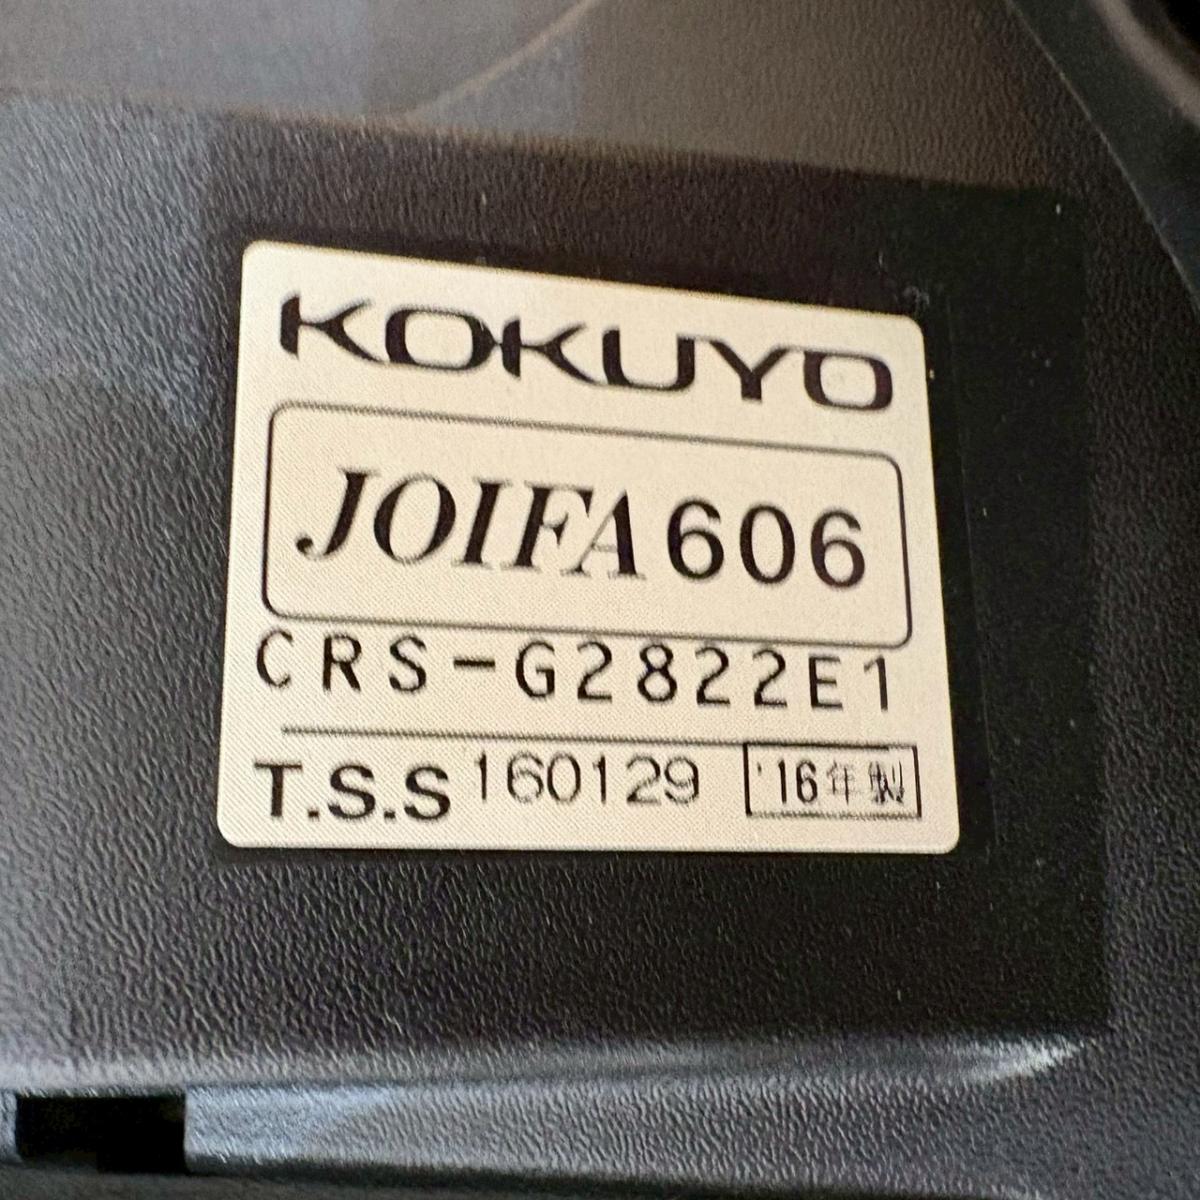 KOKUYO
JOIFA 606
CRS-G2822E1
T.S.S 160129 '16年製